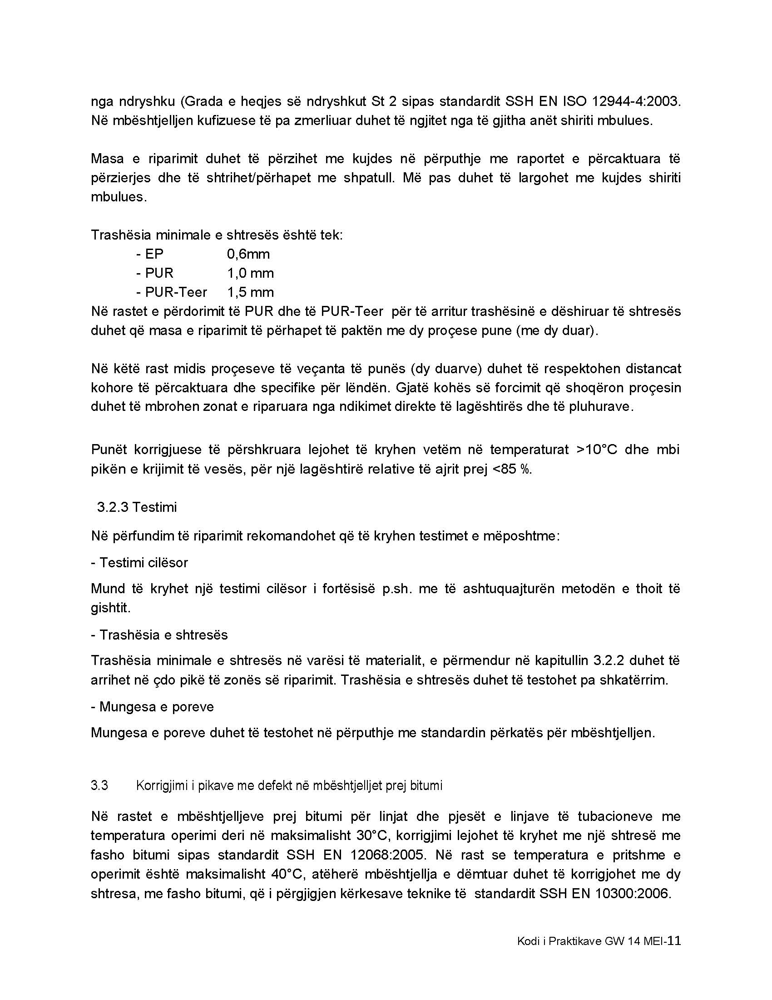 nga ndryshku (Grada e heqjes së ndryshkut St 2 sipas standardit SSH EN ISO 12944-4:2003.
Në mbështjelljen kufizuese të pa zmerliuar duhet të ngjitet nga të gjitha anët shiriti mbulues.
Masa e riparimit duhet të përzihet me kujdes në përputhje me raportet e përcaktuara të
përzierjes dhe të shtrihet/përhapet me shpatull. Më pas duhet të largohet me kujdes shiriti
mbulues.
Trashësia minimale e shtresës është tek:
- EP 0,6mm
- PUR 1,0 mm
- PUR-Teer 1,5 mm
Në rastet e përdorimit të PUR dhe të PUR-Teer  për të arritur trashësinë e dëshiruar të shtresës
duhet që masa e riparimit të përhapet të paktën me dy proçese pune (me dy duar).
Në këtë rast midis proçeseve të veçanta të punës (dy duarve) duhet të respektohen distancat
kohore të përcaktuara dhe specifike për lëndën. Gjatë kohës së forcimit që shoqëron proçesin
duhet të mbrohen zonat e riparuara nga ndikimet direkte të lagështirës dhe të pluhurave.
Punët korrigjuese të përshkruara lejohet të kryhen vetëm në temperaturat >10°C dhe mbi
pikën e krijimit të vesës, për një lagështirë relative të ajrit prej <85 %.
3.2.3 Testimi
Në përfundim të riparimit rekomandohet që të kryhen testimet e mëposhtme:
- Testimi cilësor
Mund të kryhet një testimi cilësor i fortësisë p.sh. me të ashtuquajturën metodën e thoit të
gishtit.
- Trashësia e shtresës
Trashësia minimale e shtresës në varësi të materialit, e përmendur në kapitullin 3.2.2 duhet të
arrihet në çdo pikë të zonës së riparimit. Trashësia e shtresës duhet të testohet pa shkatërrim.
- Mungesa e poreve
Mungesa e poreve duhet të testohet në përputhje me standardin përkatës për mbështjelljen.
3.3 Korrigjimi i pikave me defekt në mbështjelljet prej bitumi
Në rastet e mbështjelljeve prej bitumi për linjat dhe pjesët e linjave të tubacioneve me
temperatura operimi deri në maksimalisht 30°C, korrigjimi lejohet të kryhet me një shtresë me
fasho bitumi sipas standardit SSH EN 12068:2005. Në rast se temperatura e pritshme e
operimit është maksimalisht 40°C, atëherë mbështjellja e dëmtuar duhet të korrigjohet me dy
shtresa, me fasho bitumi, që i përgjigjen kërkesave teknike të  standardit SSH EN 10300:2006.
Kodi i Praktikave GW 14 MEI-11